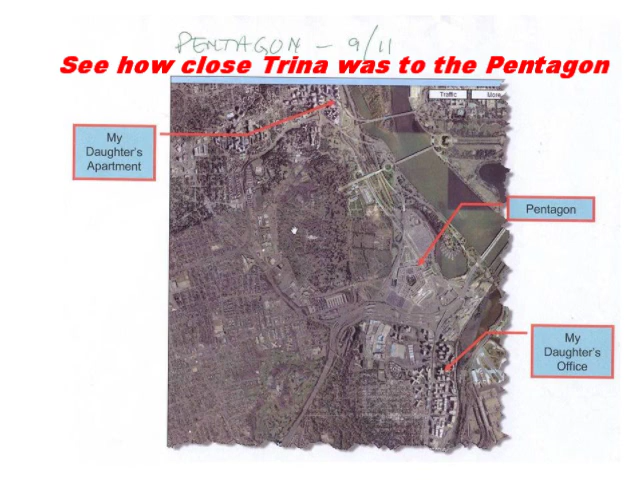 PENTAGON - 9/11
See how close Trina was to the Pentagon
Traffic
More
My
Daughter's
Apartment
Pentagon
My
Daughter's
Office